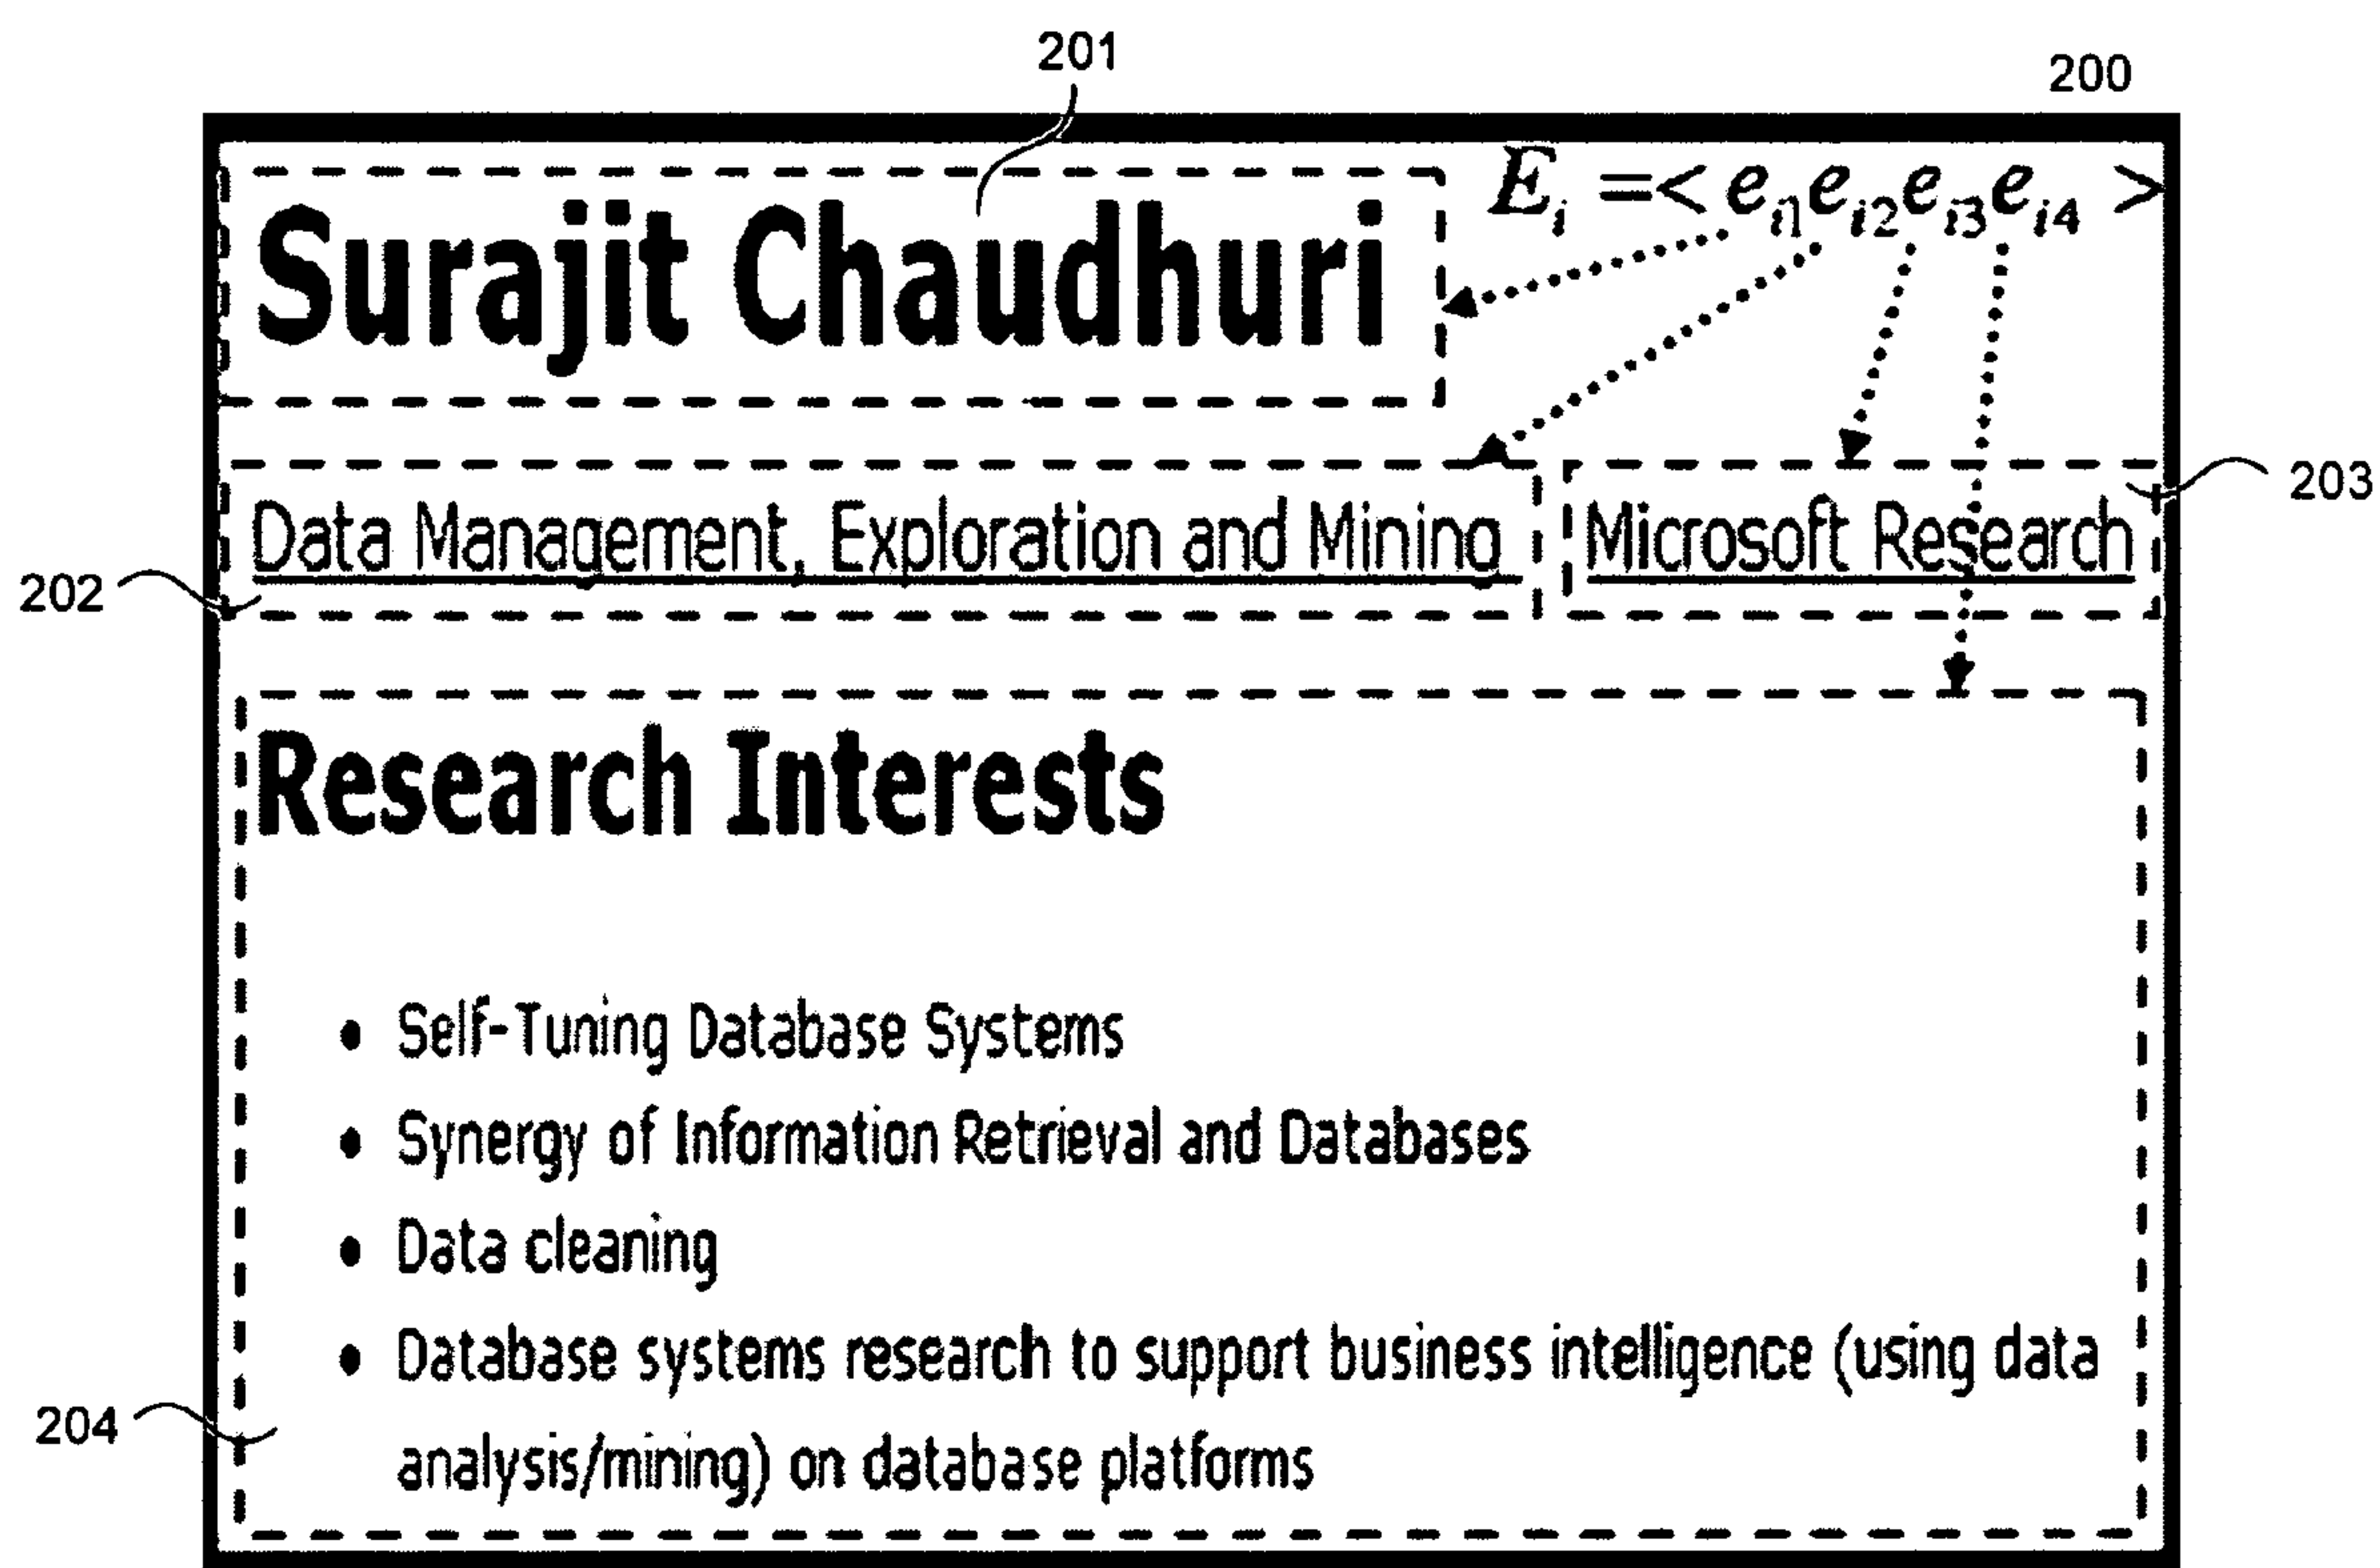 201
200
Surajit Chaudhuri
E_i =< e_i1 e_i2 e_i3 e_i4 >
Data Management, Exploration and Mining
Microsoft Research
203
202
Research Interests
• Self-Tuning Database Systems
• Synergy of Information Retrieval and Databases
• Data cleaning
• Database systems research to support business intelligence (using data
analysis/mining) on database platforms
204